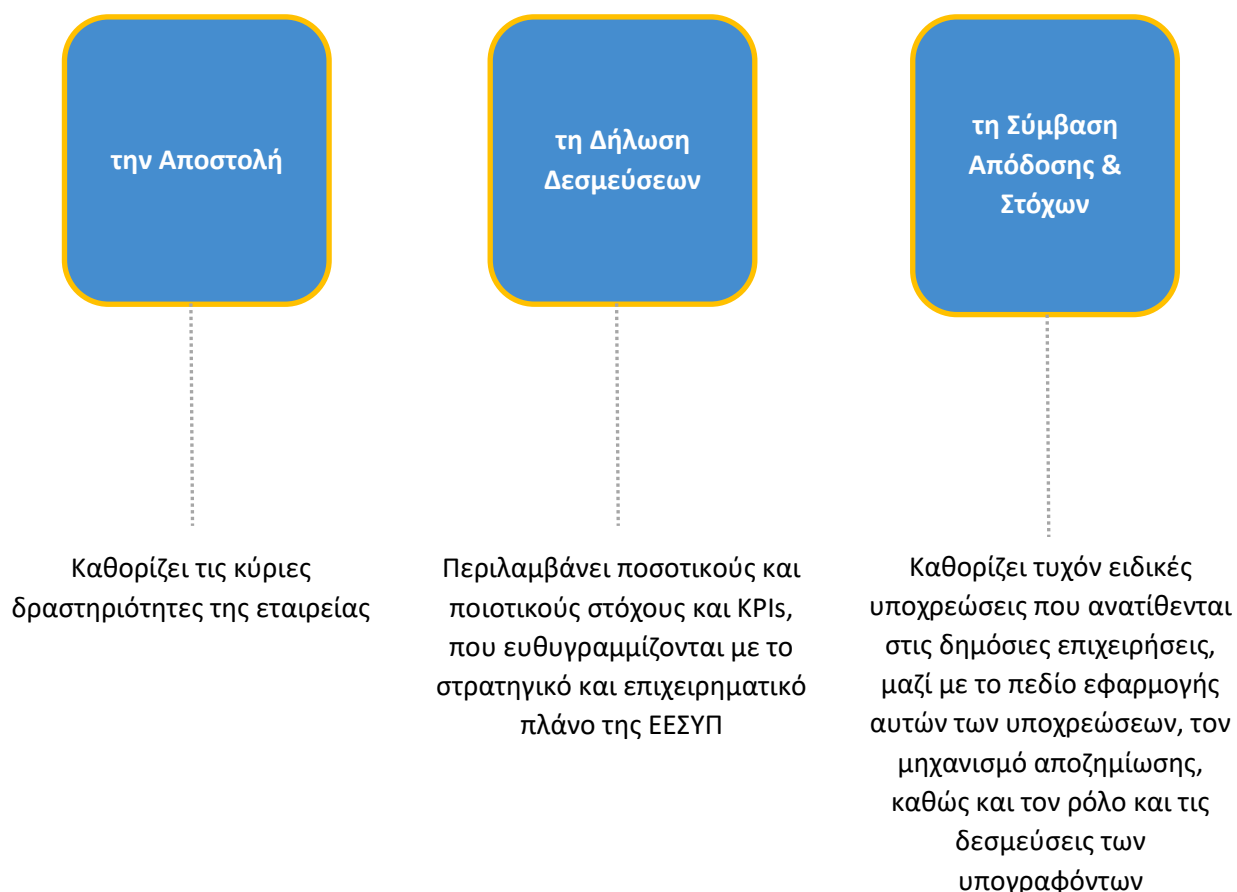 την Αποστολή
Καθορίζει τις κύριες
δραστηριότητες της εταιρείας
τη Δήλωση
Δεσμεύσεων
Περιλαμβάνει ποσοτικούς και
ποιοτικούς στόχους και KPIs,
που ευθυγραμμίζονται με το
στρατηγικό και επιχειρηματικό
πλάνο της ΕΕΣΥΠ
τη Σύμβαση
Απόδοσης &
Στόχων
Καθορίζει τυχόν ειδικές
υποχρεώσεις που ανατίθενται
στις δημόσιες επιχειρήσεις,
μαζί με το πεδίο εφαρμογής
αυτών των υποχρεώσεων, τον
μηχανισμό αποζημίωσης,
καθώς και τον ρόλο και τις
δεσμεύσεις των
υπογραφόντων